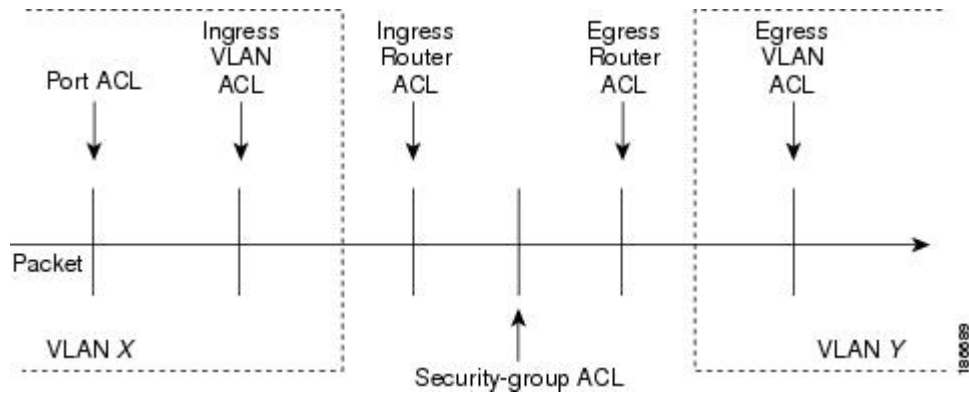 Port ACL
Ingress
VLAN
ACL
Ingress
Router
ACL
Egress
Router
ACL
Egress
VLAN
ACL
Packet
VLAN X
VLAN Y
Security-group ACL
186689